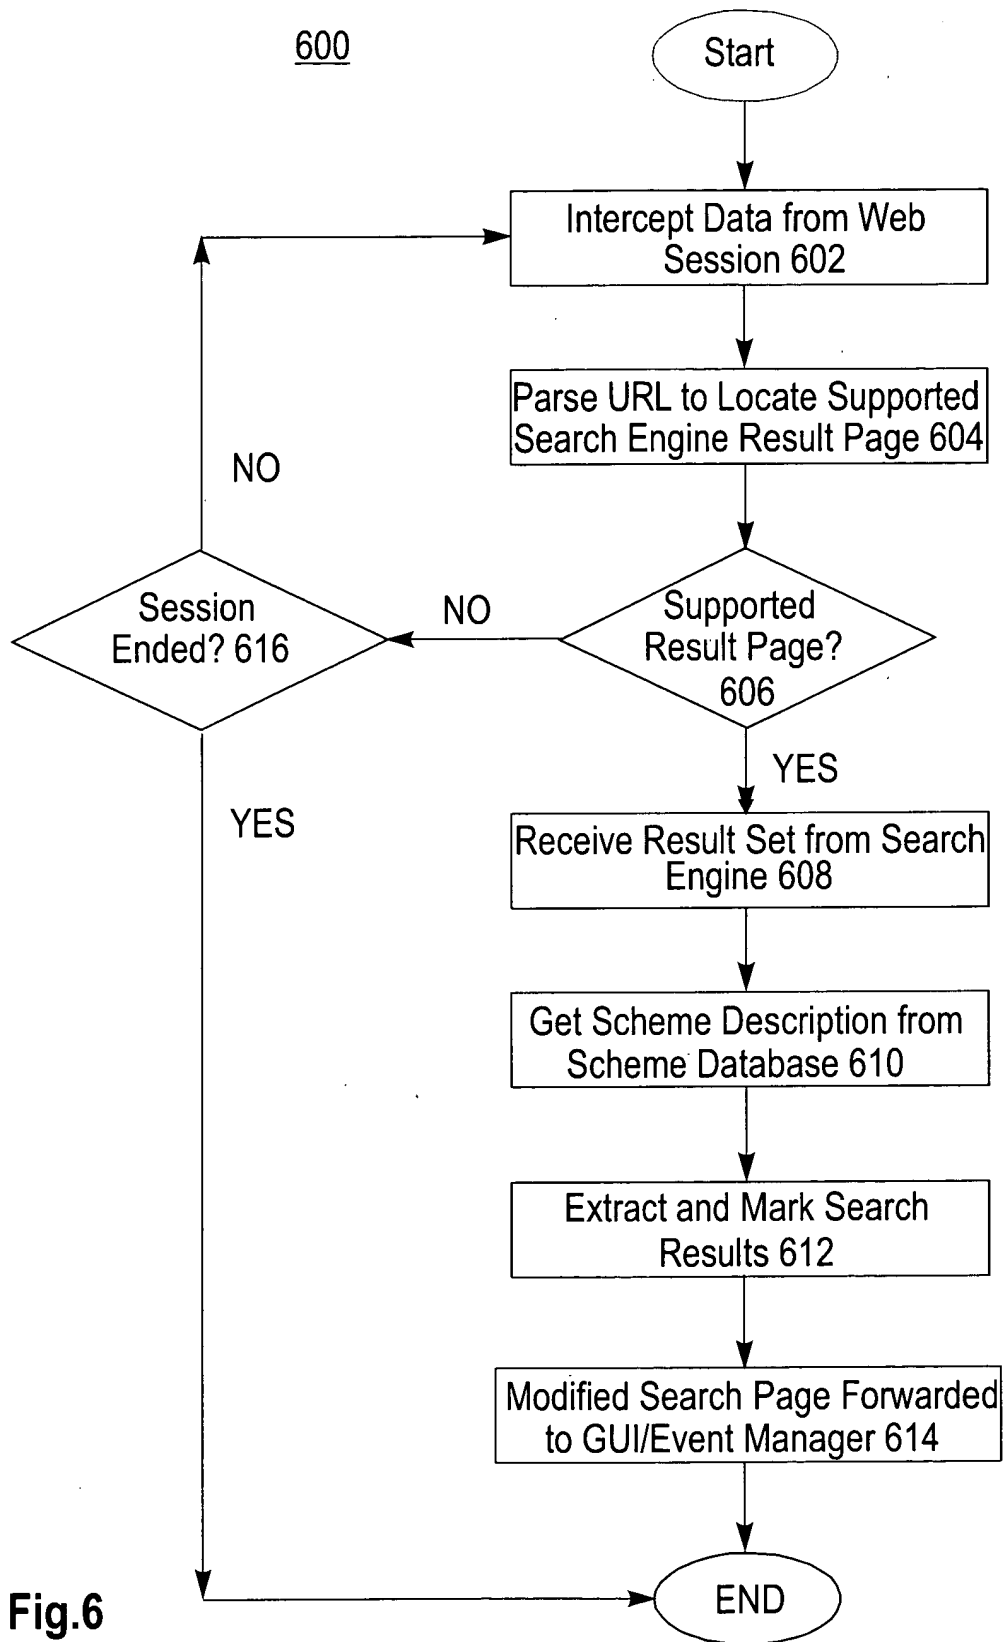 600
Start
Intercept Data from Web
Session 602
Parse URL to Locate Supported
Search Engine Result Page 604
NO
Session
Ended? 616
NO
Supported
Result Page?
606
YES
YES
Receive Result Set from Search
Engine 608
Get Scheme Description from
Scheme Database 610
Extract and Mark Search
Results 612
Modified Search Page Forwarded
to GUI/Event Manager 614
END
Fig.6